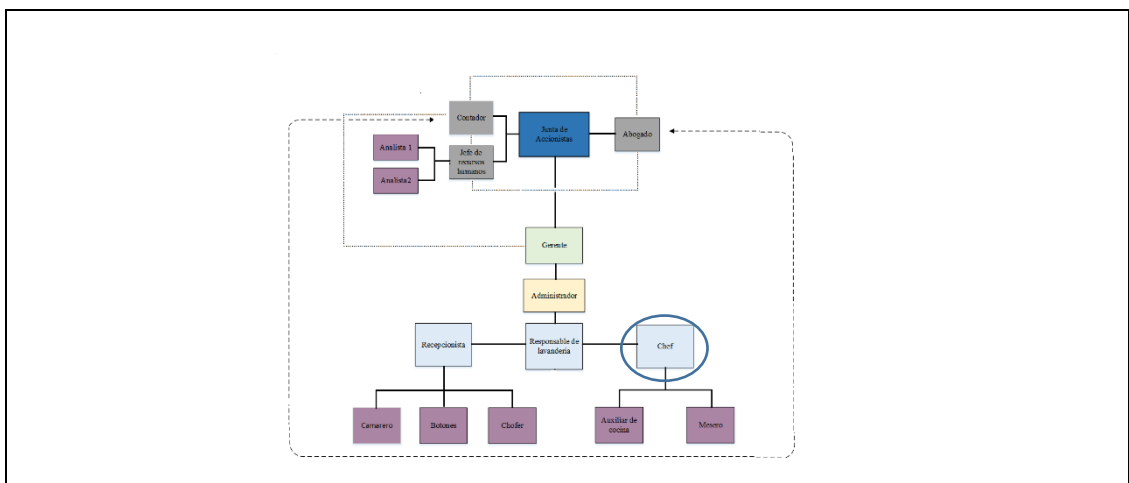 Contador
Junta de
Accionistas
Abogado
Analista 1
Jefe de
recursos
humanos
Analista2
Gerente
Administrador
Recepcionista
Responsable de
lavandería
Chef
Camarero
Botones
Chofer
Auxiliar de
cocina
Mesero